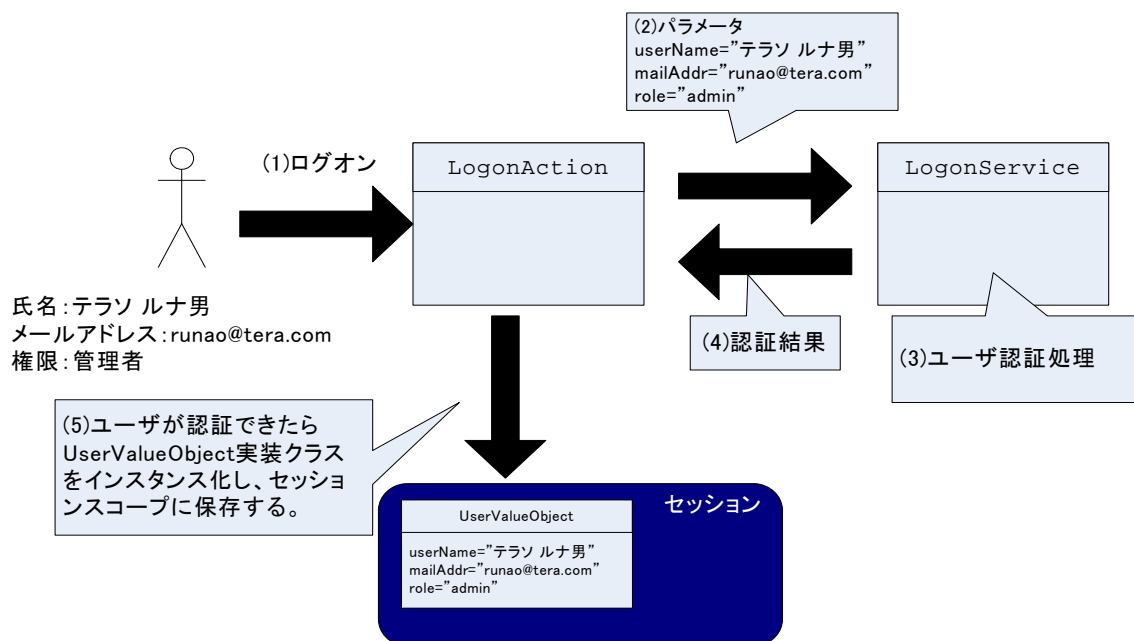 (2)パラメータ
userName=”テラソ ルナ男”
mailAddr=”runao@tera.com”
role=”admin”
(1)ログオン
LogonAction
LogonService
氏名:テラソ ルナ男
メールアドレス:runao@tera.com
権限:管理者
(4)認証結果
(3)ユーザ認証処理
(5)ユーザが認証できたら
UserValueObject実装クラス
をインスタンス化し、セッショ
ンスコープに保存する。
セッション
UserValueObject
userName=”テラソ ルナ男”
mailAddr=”runao@tera.com”
role=”admin”